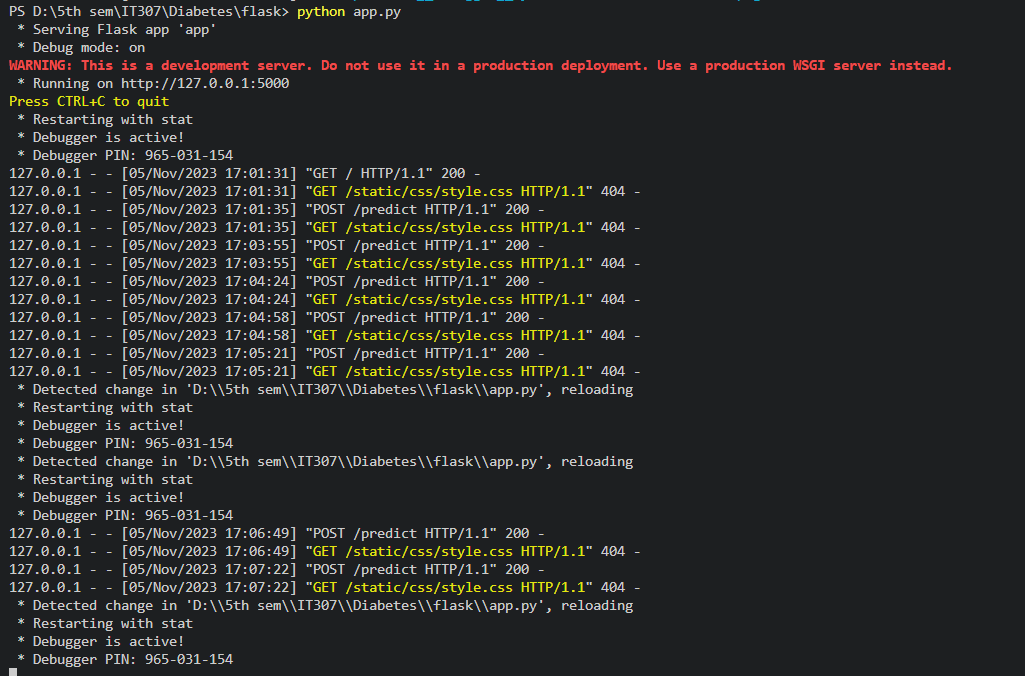 PS D:\5th sem\IT307\Diabetes\flask> python app.py
 * Serving Flask app 'app'
 * Debug mode: on
WARNING: This is a development server. Do not use it in a production deployment. Use a production WSGI server instead.
 * Running on http://127.0.0.1:5000
Press CTRL+C to quit
 * Restarting with stat
 * Debugger is active!
 * Debugger PIN: 965-031-154
127.0.0.1 - - [05/Nov/2023 17:01:31] "GET / HTTP/1.1" 200 -
127.0.0.1 - - [05/Nov/2023 17:01:31] "GET /static/css/style.css HTTP/1.1" 404 -
127.0.0.1 - - [05/Nov/2023 17:01:35] "POST /predict HTTP/1.1" 200 -
127.0.0.1 - - [05/Nov/2023 17:01:35] "GET /static/css/style.css HTTP/1.1" 404 -
127.0.0.1 - - [05/Nov/2023 17:03:55] "POST /predict HTTP/1.1" 200 -
127.0.0.1 - - [05/Nov/2023 17:03:55] "GET /static/css/style.css HTTP/1.1" 404 -
127.0.0.1 - - [05/Nov/2023 17:04:24] "POST /predict HTTP/1.1" 200 -
127.0.0.1 - - [05/Nov/2023 17:04:24] "GET /static/css/style.css HTTP/1.1" 404 -
127.0.0.1 - - [05/Nov/2023 17:04:58] "POST /predict HTTP/1.1" 200 -
127.0.0.1 - - [05/Nov/2023 17:04:58] "GET /static/css/style.css HTTP/1.1" 404 -
127.0.0.1 - - [05/Nov/2023 17:05:21] "POST /predict HTTP/1.1" 200 -
127.0.0.1 - - [05/Nov/2023 17:05:21] "GET /static/css/style.css HTTP/1.1" 404 -
 * Detected change in 'D:\\5th sem\\IT307\\Diabetes\\flask\\app.py', reloading
 * Restarting with stat
 * Debugger is active!
 * Debugger PIN: 965-031-154
 * Detected change in 'D:\\5th sem\\IT307\\Diabetes\\flask\\app.py', reloading
 * Restarting with stat
 * Debugger is active!
 * Debugger PIN: 965-031-154
127.0.0.1 - - [05/Nov/2023 17:06:49] "POST /predict HTTP/1.1" 200 -
127.0.0.1 - - [05/Nov/2023 17:06:49] "GET /static/css/style.css HTTP/1.1" 404 -
127.0.0.1 - - [05/Nov/2023 17:07:22] "POST /predict HTTP/1.1" 200 -
127.0.0.1 - - [05/Nov/2023 17:07:22] "GET /static/css/style.css HTTP/1.1" 404 -
 * Detected change in 'D:\\5th sem\\IT307\\Diabetes\\flask\\app.py', reloading
 * Restarting with stat
 * Debugger is active!
 * Debugger PIN: 965-031-154